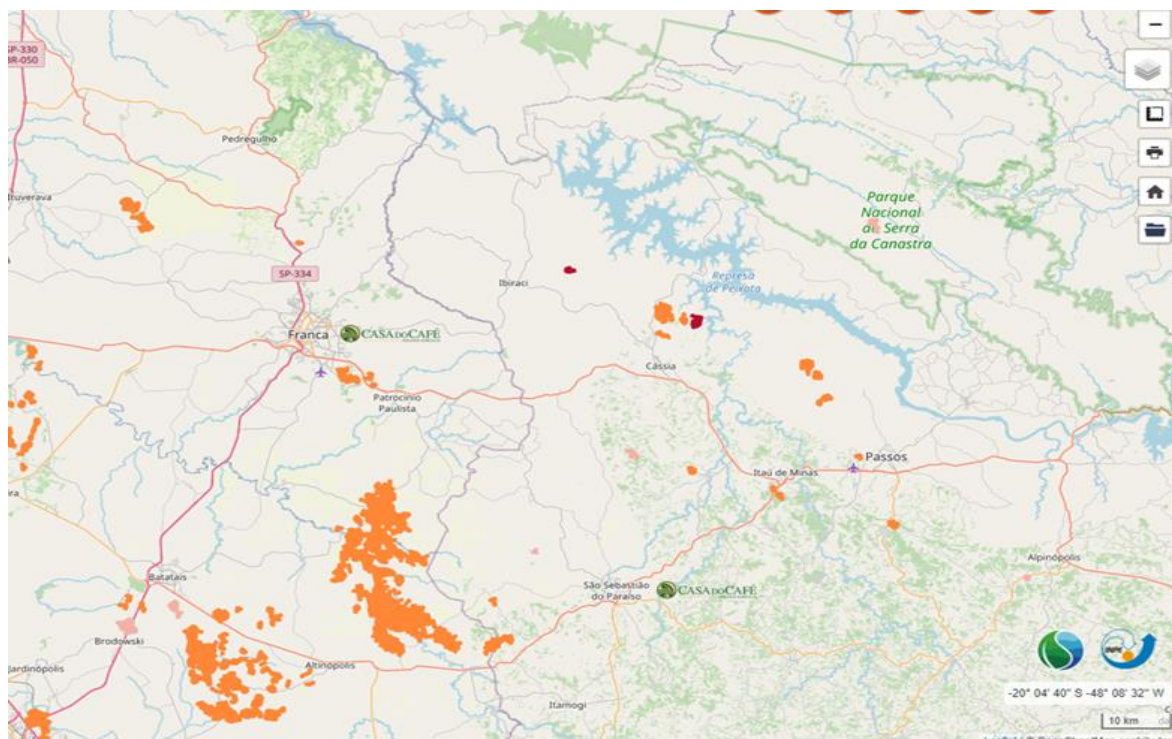 SP-330
BR-050
Pedregulho
Ituverava
Parque
Nacional
da Serra
da Canastra
SP-334
Ibiraci
Represa
de Peixoto
Franca
CASA DO CAFÉ
Cássia
Patrocínio
Paulista
Passos
Itaú de Minas
Alpinópolis
Batatais
São Sebastião
do Paraíso
CASA DO CAFÉ
Brodowski
Altinópolis
Jardinópolis
INPE
-20° 04' 40" S -48° 08' 32" W
Itamogi
10 km